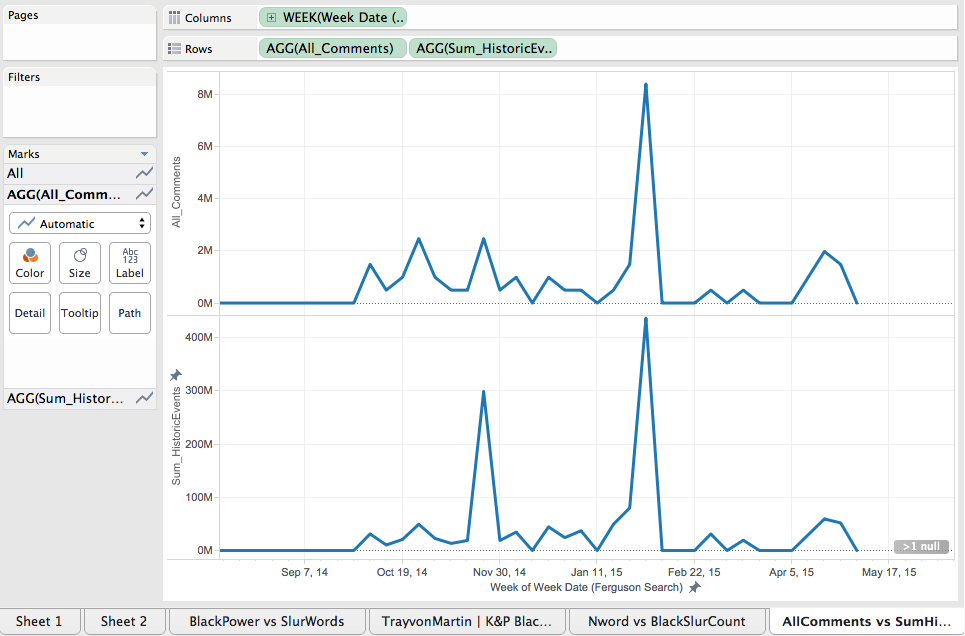 Pages
Columns
WEEK(Week Date (..
Rows
AGG(All_Comments)
AGG(Sum_HistoricEv..
Filters
Marks
All
AGG(All_Comm...
Automatic
Color
Size
Abc
123
Label
Detail
Tooltip
Path
AGG(Sum_Histor...
8M
6M
4M
2M
0M
All_Comments
400M
300M
200M
100M
0M
Sum_HistoricEvents
>1 null
Sep 7, 14
Oct 19, 14
Nov 30, 14
Jan 11, 15
Feb 22, 15
Apr 5, 15
May 17, 15
Week of Week Date (Ferguson Search)
Sheet 1
Sheet 2
BlackPower vs SlurWords
TrayvonMartin | K&P Blac...
Nword vs BlackSlurCount
AllComments vs SumHi...